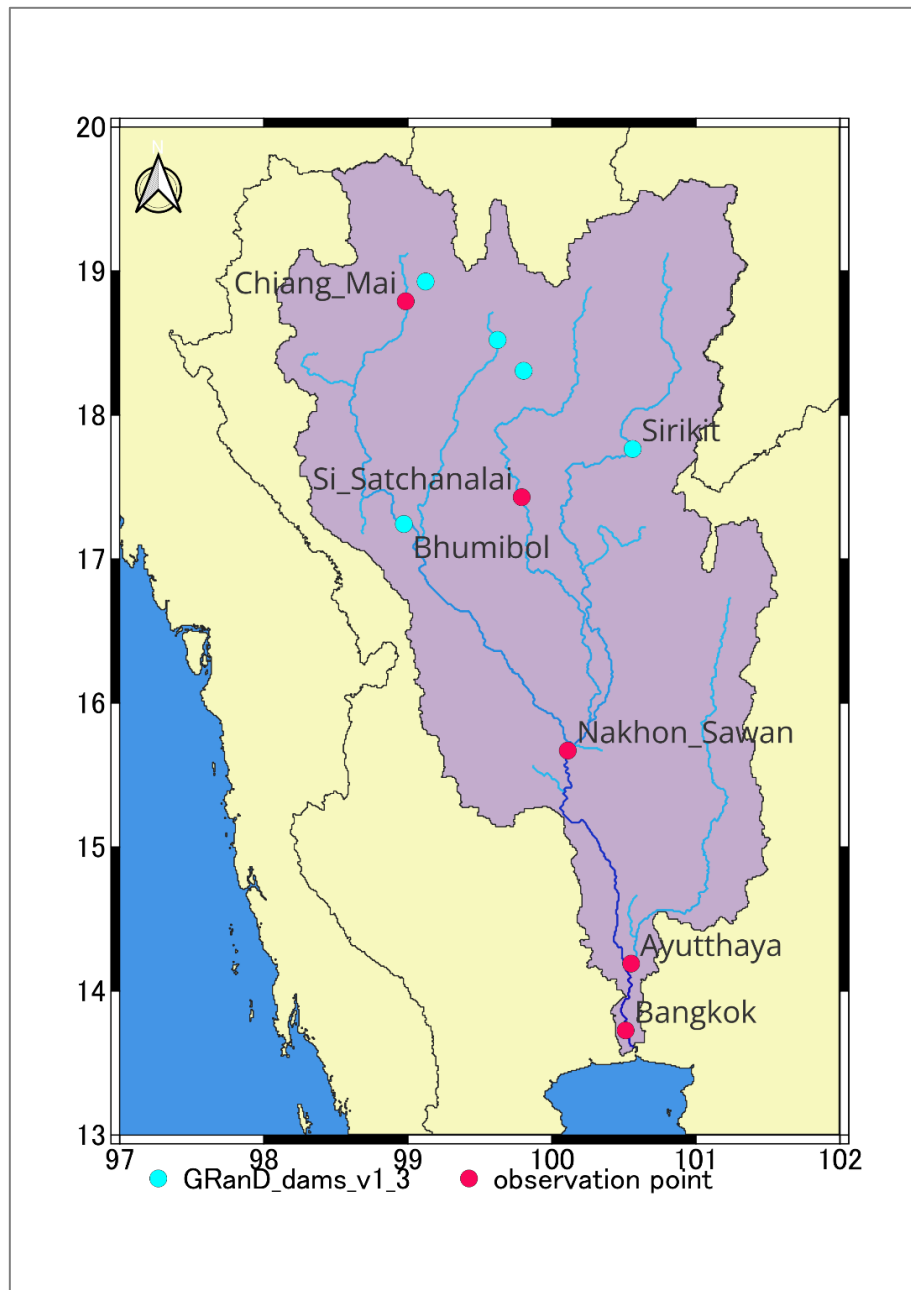 20
N
19
Chiang_Mai
18
Sirikit
Si_Satchanalai
Bhumibol
17
16
Nakhon_Sawan
15
Ayutthaya
14
Bangkok
13
97 98 99 100 101 102
GRanD_dams_v1_3 observation point